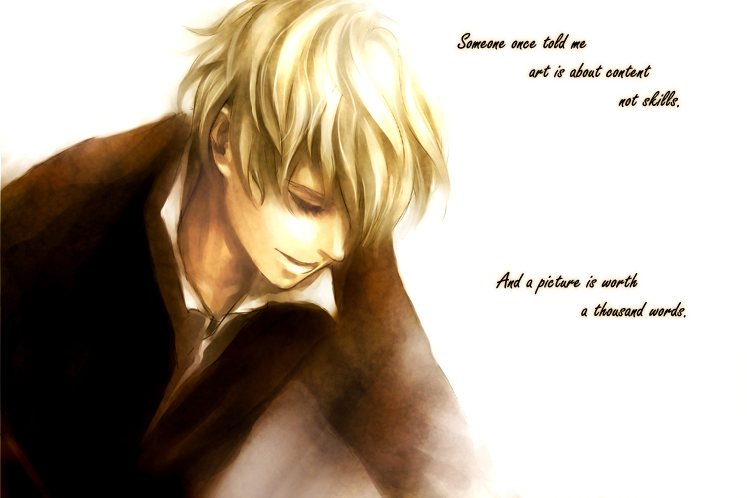 Someone once told me
art is about content
not skills.
And a picture is worth
a thousand words.